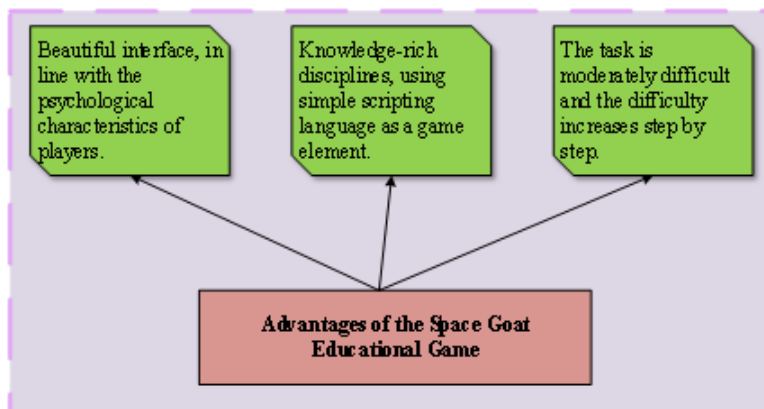 Beautiful interface, in
line with the
psychological
characteristics of
players.
Knowledge-rich
disciplines, using
simple scripting
language as a game
element.
The task is
moderately difficult
and the difficulty
increases step by
step.
Advantages of the Space Goat
Educational Game